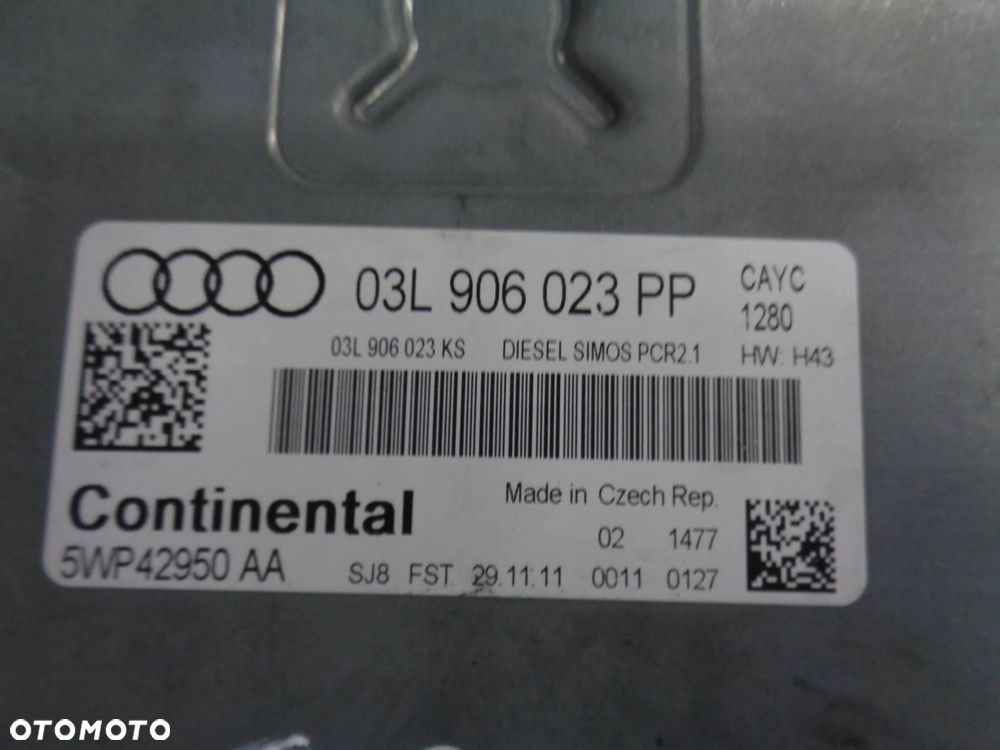 03L 906 023 PP
CAYC
1280
03L 906 023 KS DIESEL SIMOS PCR2.1 HW: H43
Continental
Made in Czech Rep.
02 1477
5WP42950 AA
SJ8 FST 29.11.11 0011 0127
OTOMOTO